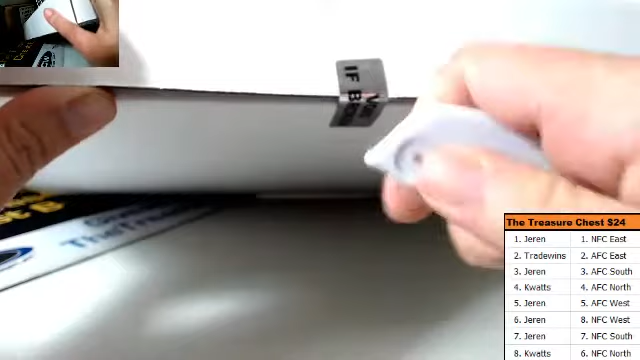 IF
VOID
The Treasure Chest $24
1. Jeren 1. NFC East
2. Tradewins 2. AFC East
3. Jeren 3. AFC South
4. Kwatts 4. AFC North
5. Jeren 5. AFC West
6. Jeren 8. NFC West
7. Jeren 7. NFC South
8. Kwatts 6. NFC North